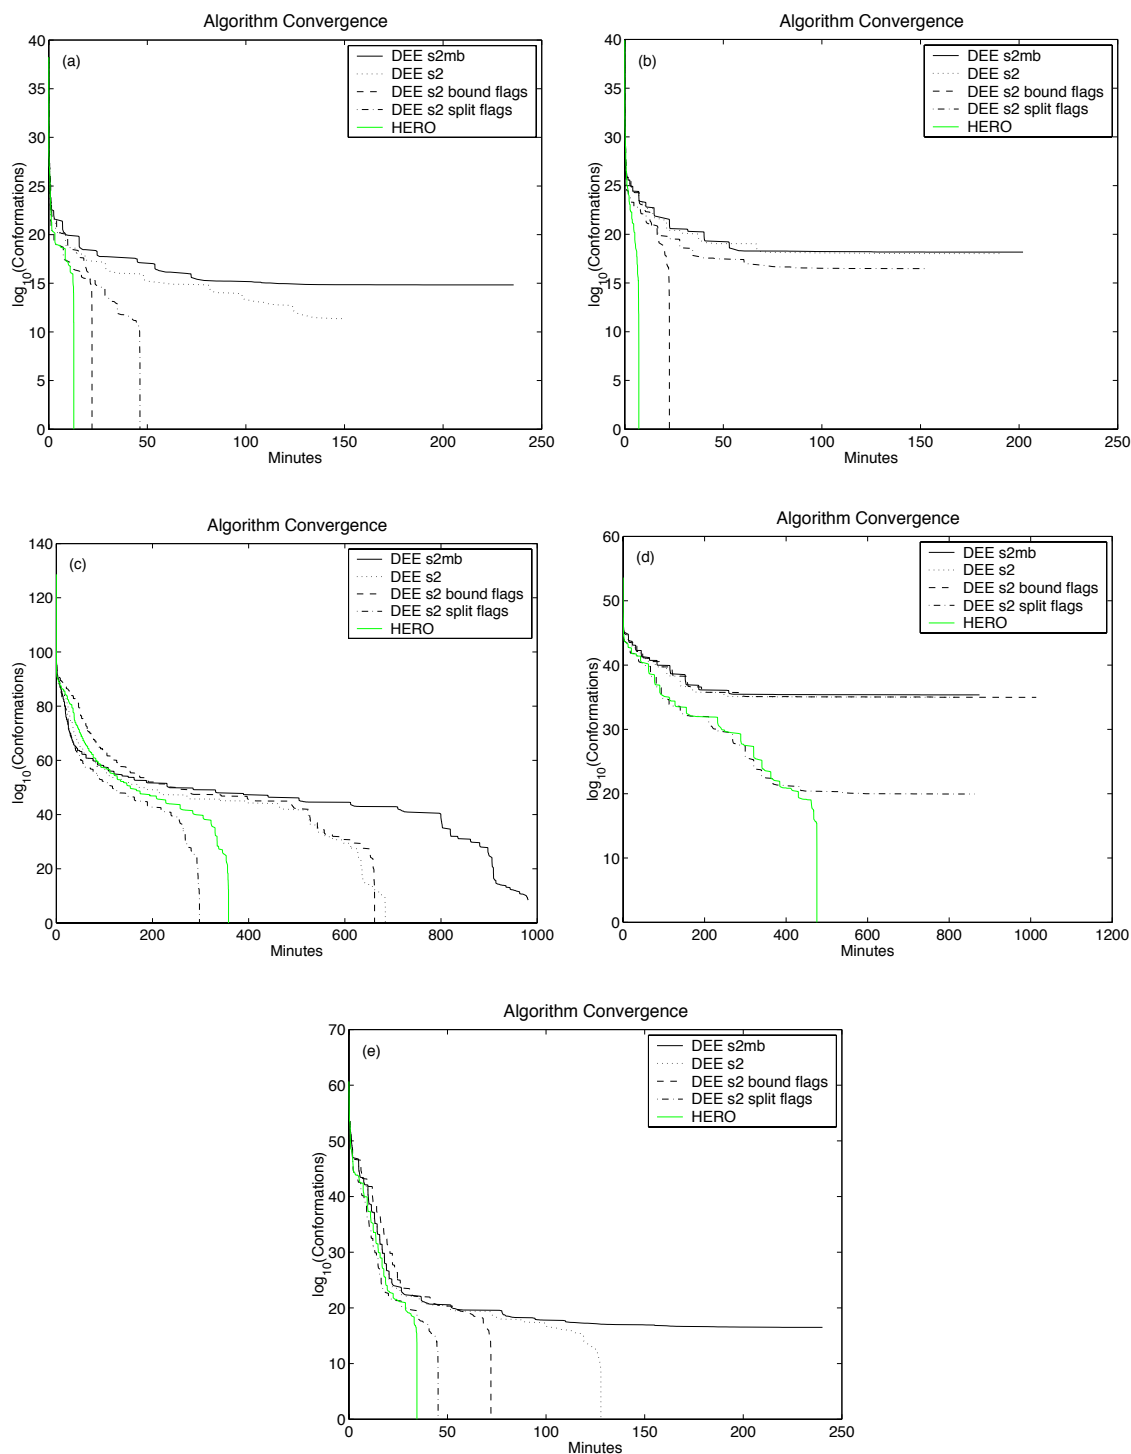 Algorithm Convergence
(a)
DEE s2mb
DEE s2
DEE s2 bound flags
DEE s2 split flags
HERO
log10(Conformations)
40
35
30
25
20
15
10
5
0
0 50 100 150 200 250
Minutes
Algorithm Convergence
(b)
DEE s2mb
DEE s2
DEE s2 bound flags
DEE s2 split flags
HERO
log10(Conformations)
40
35
30
25
20
15
10
5
0
0 50 100 150 200 250
Minutes
Algorithm Convergence
(c)
DEE s2mb
DEE s2
DEE s2 bound flags
DEE s2 split flags
HERO
log10(Conformations)
140
120
100
80
60
40
20
0
0 200 400 600 800 1000
Minutes
Algorithm Convergence
(d)
DEE s2mb
DEE s2
DEE s2 bound flags
DEE s2 split flags
HERO
log10(Conformations)
60
50
40
30
20
10
0
0 200 400 600 800 1000 1200
Minutes
Algorithm Convergence
(e)
DEE s2mb
DEE s2
DEE s2 bound flags
DEE s2 split flags
HERO
log10(Conformations)
70
60
50
40
30
20
10
0
0 50 100 150 200 250
Minutes